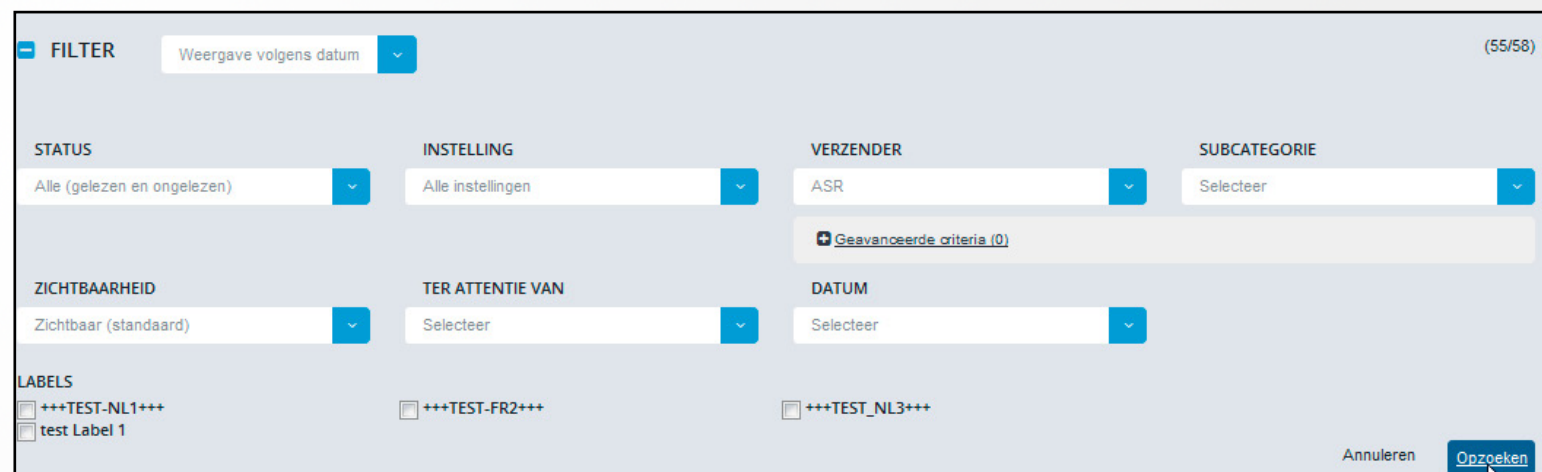 FILTER Weergave volgens datum (55/58)
STATUS INSTELLING VERZENDER SUBCATEGORIE
Alle (gelezen en ongelezen) Alle instellingen ASR Selecteer
Geavanceerde criteria (0)
ZICHTBAARHEID TER ATTENTIE VAN DATUM
Zichtbaar (standaard) Selecteer Selecteer
LABELS
+++TEST-NL1+++ +++TEST-FR2+++ +++TEST_NL3+++
test Label 1
Annuleren Opzoeken